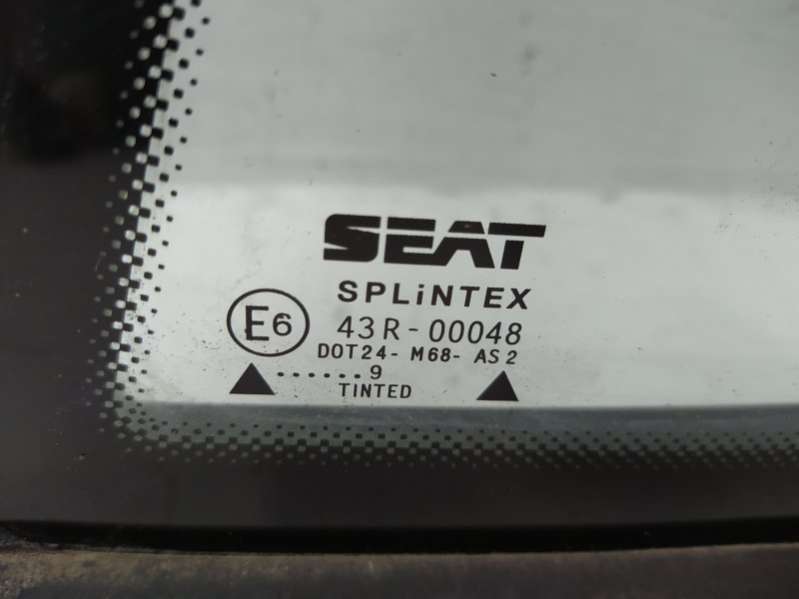 SEAT
SPLiNTEX
E6 43R-00048
DOT24- M68- AS2
......9
TINTED